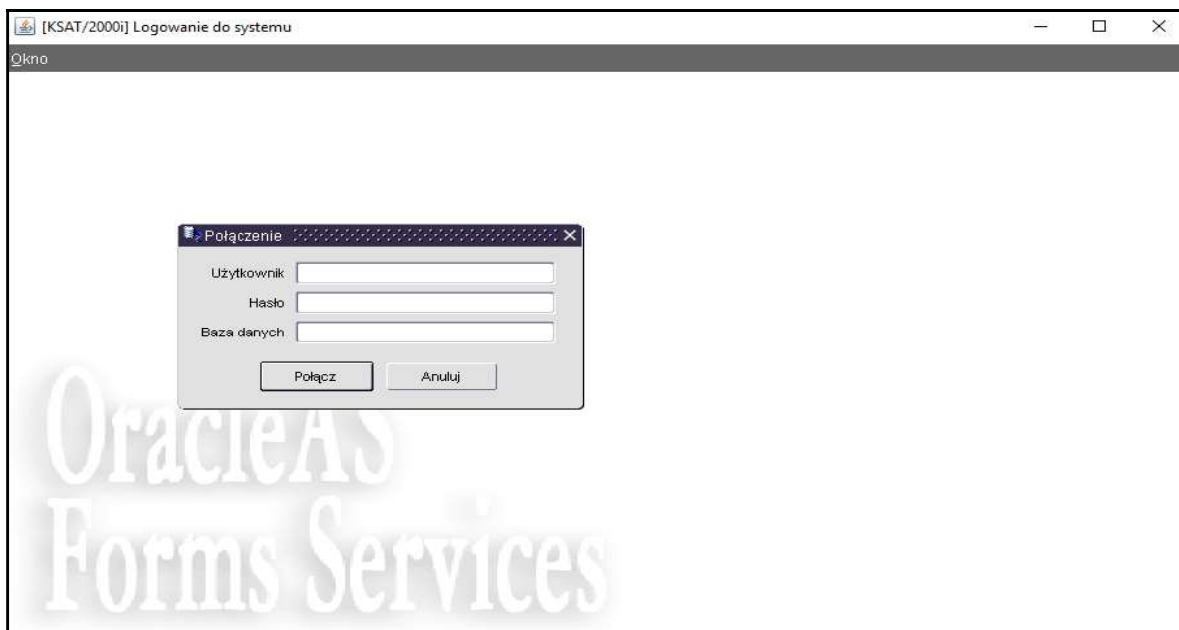 [KSAT/2000i] Logowanie do systemu
Okno
Połączenie
Użytkownik
Hasło
Baza danych
Połącz Anuluj
OracleAS
Forms Services